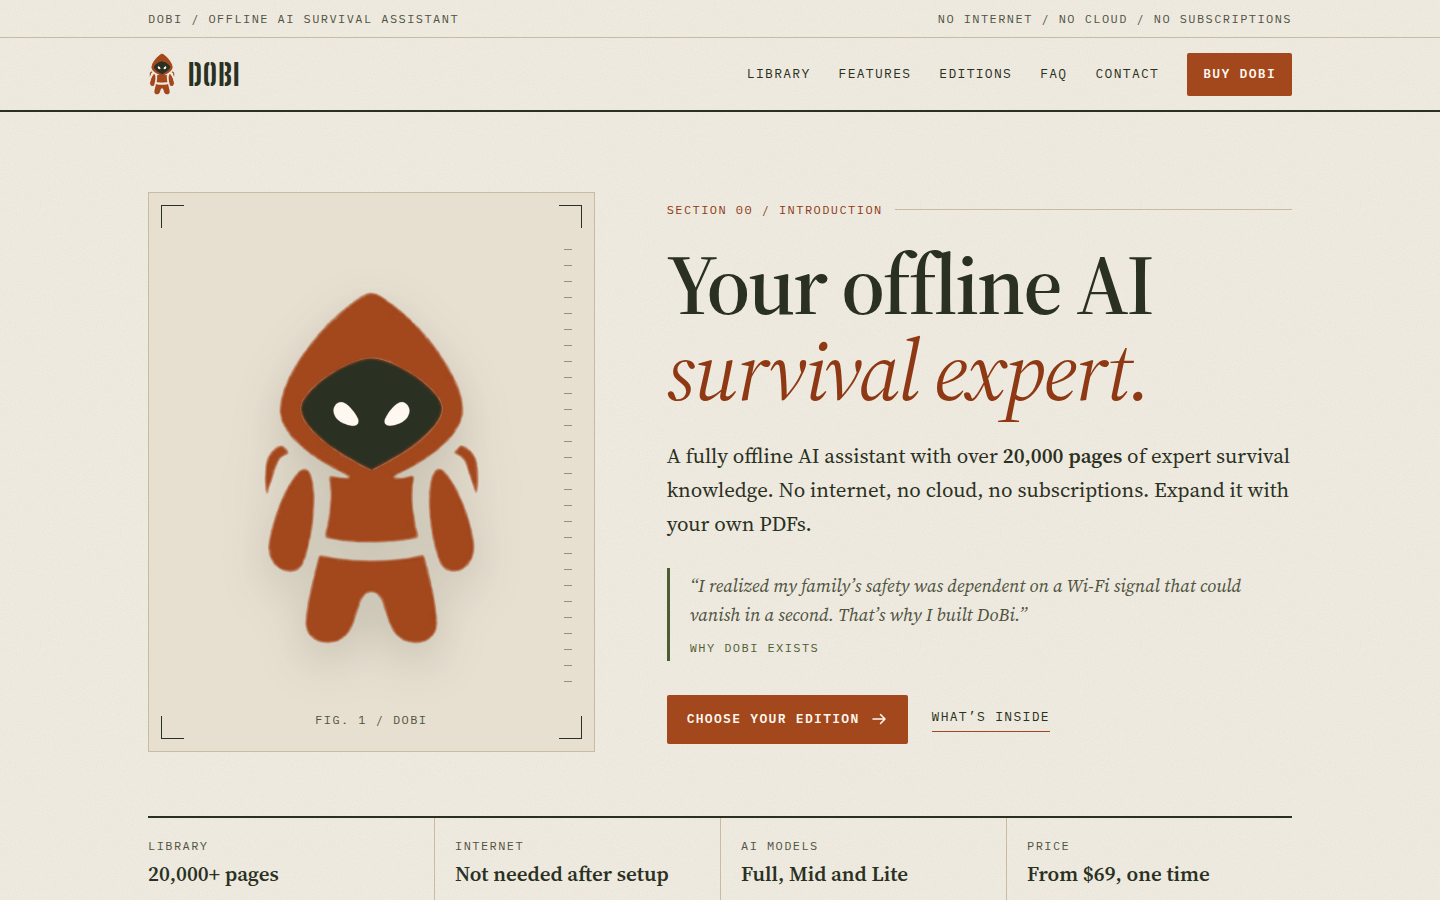 DOBI / OFFLINE AI SURVIVAL ASSISTANT
NO INTERNET / NO CLOUD / NO SUBSCRIPTIONS
DOBI
LIBRARY
FEATURES
EDITIONS
FAQ
CONTACT
BUY DOBI
FIG. 1 / DOBI
SECTION 00 / INTRODUCTION
Your offline AI
survival expert.
A fully offline AI assistant with over 20,000 pages of expert survival
knowledge. No internet, no cloud, no subscriptions. Expand it with
your own PDFs.
“I realized my family’s safety was dependent on a Wi-Fi signal that could
vanish in a second. That’s why I built DoBi.”
WHY DOBI EXISTS
CHOOSE YOUR EDITION →
WHAT’S INSIDE
LIBRARY
20,000+ pages
INTERNET
Not needed after setup
AI MODELS
Full, Mid and Lite
PRICE
From $69, one time